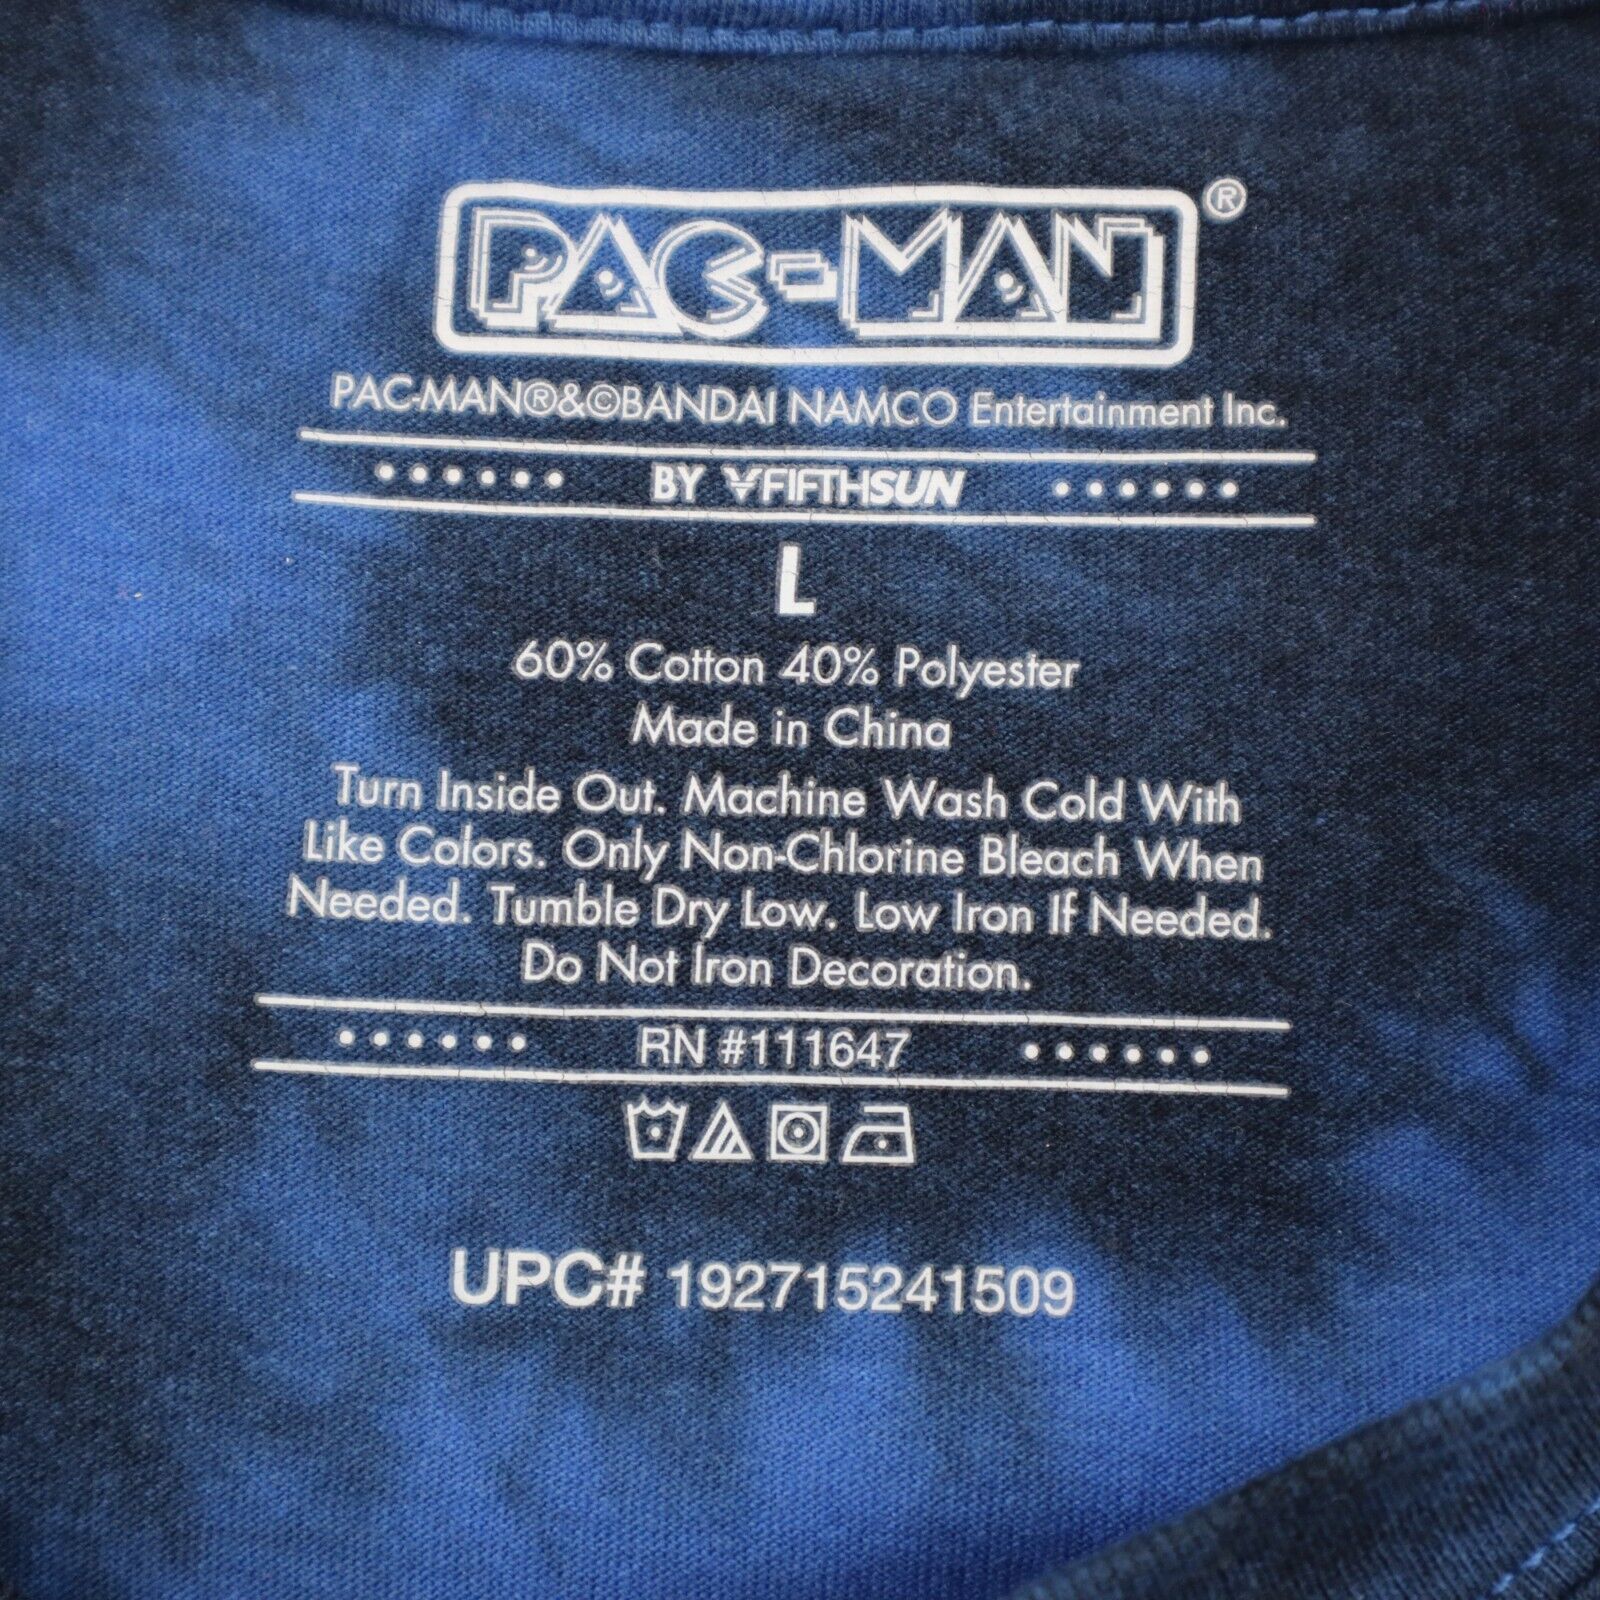 PAC-MAN®
PAC-MAN®&©BANDAI NAMCO Entertainment Inc.
BY FIFTHSUN
L
60% Cotton 40% Polyester
Made in China
Turn Inside Out. Machine Wash Cold With
Like Colors. Only Non-Chlorine Bleach When
Needed. Tumble Dry Low. Low Iron If Needed.
Do Not Iron Decoration.
RN #111647
UPC# 192715241509